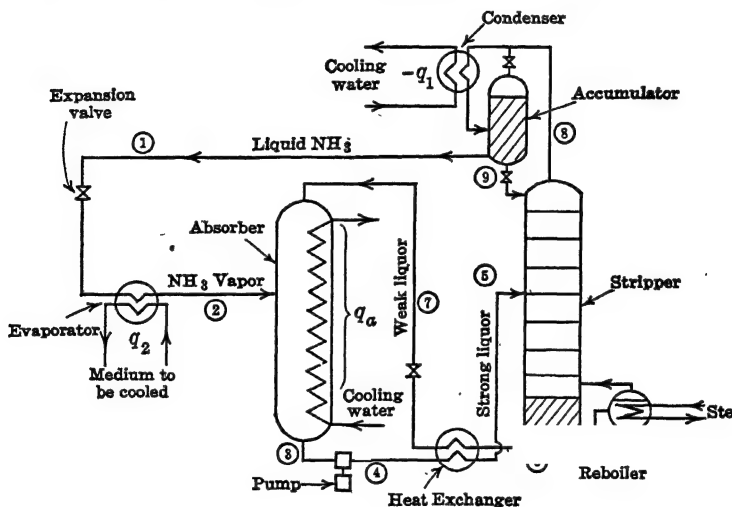 Condenser
Cooling
water
-q1
Expansion
valve
Accumulator
①
Liquid NH3
⑧
⑨
Absorber
NH3 Vapor
②
Evaporator
q2
Medium to
be cooled
qa
Weak liquor
⑦
⑤
Strong liquor
Stripper
Cooling
water
③
Pump
④
Heat Exchanger
Ste
Reboiler